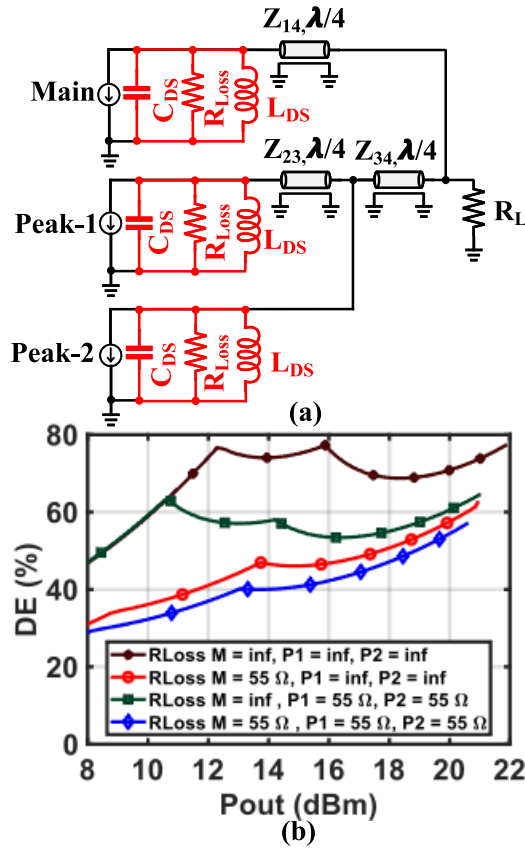 Z14,λ/4
Main
CDS
RLoss
LDS
Z23,λ/4
Z34,λ/4
Peak-1
CDS
RLoss
LDS
RL
Peak-2
CDS
RLoss
LDS
(a)
80
60
40
20
0
DE (%)
RLoss M = inf, P1 = inf, P2 = inf
RLoss M = 55 Ω, P1 = inf, P2 = inf
RLoss M = inf , P1 = 55 Ω, P2 = 55 Ω
RLoss M = 55 Ω , P1 = 55 Ω, P2 = 55 Ω
8 10 12 14 16 18 20 22
Pout (dBm)
(b)